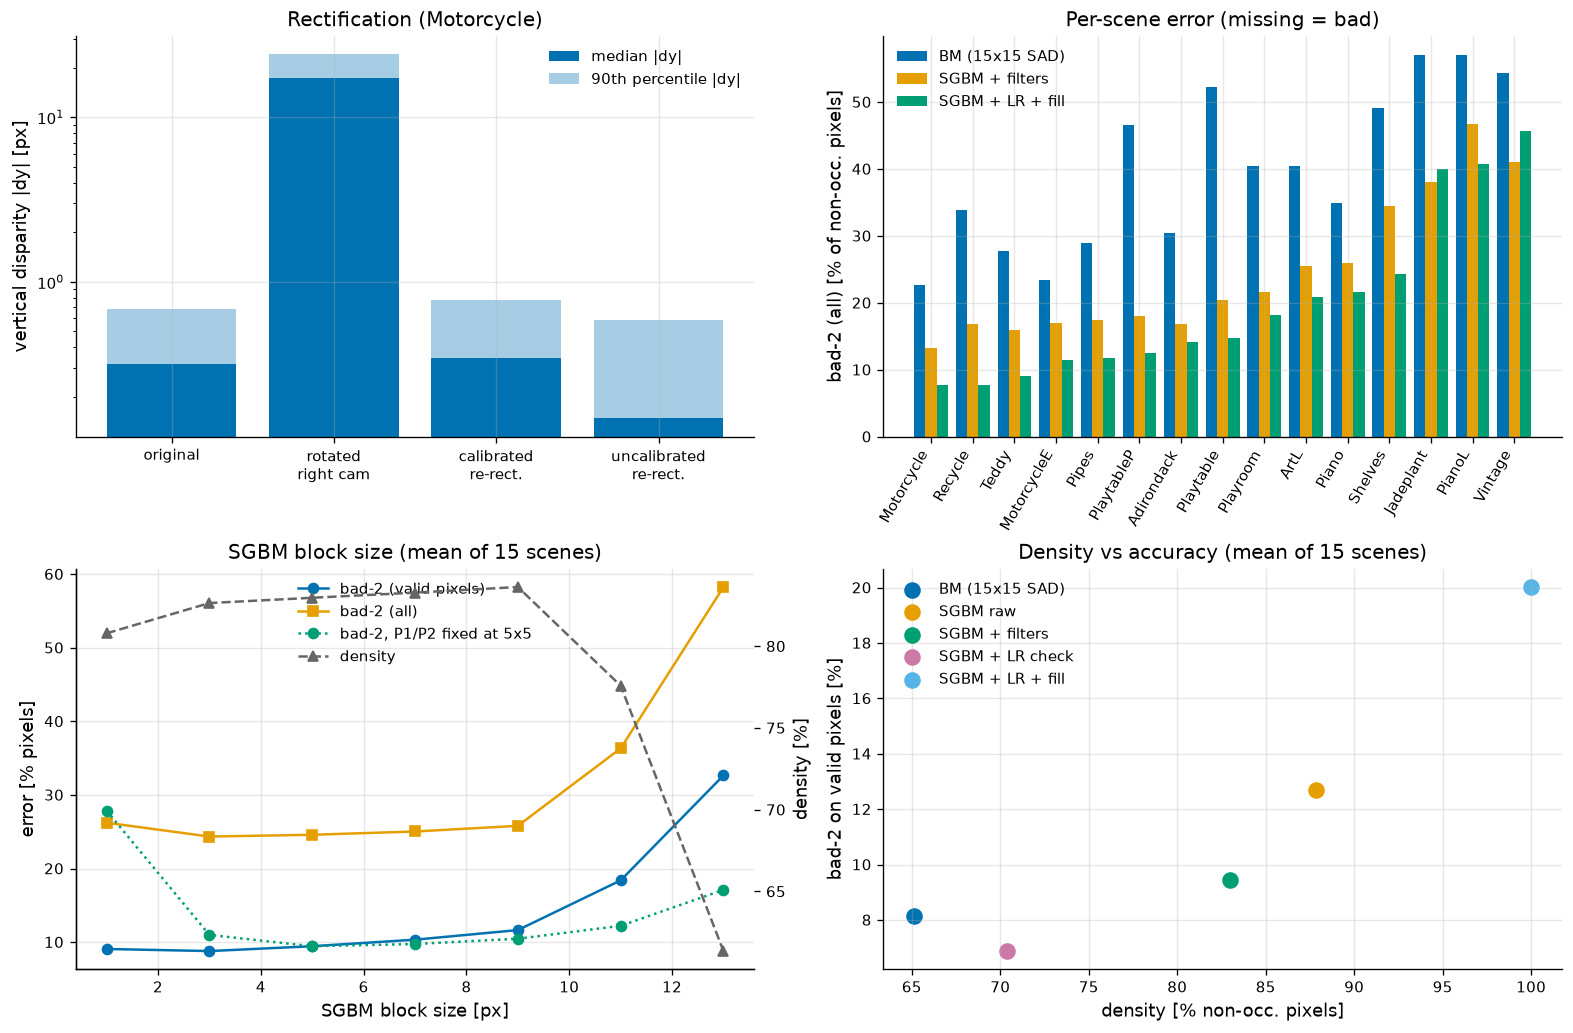 Rectification (Motorcycle)
vertical disparity |dy| [px]
10¹
10⁰
median |dy|
90th percentile |dy|
original
rotated
right cam
calibrated
re-rect.
uncalibrated
re-rect.
Per-scene error (missing = bad)
bad-2 (all) [% of non-occ. pixels]
50
40
30
20
10
0
BM (15x15 SAD)
SGBM + filters
SGBM + LR + fill
Motorcycle
Recycle
Teddy
MotorcycleE
Pipes
PlaytableP
Adirondack
Playtable
Playroom
ArtL
Piano
Shelves
Jadeplant
PianoL
Vintage
SGBM block size (mean of 15 scenes)
error [% pixels]
60
50
40
30
20
10
bad-2 (valid pixels)
bad-2 (all)
bad-2, P1/P2 fixed at 5x5
density
80
75
70
65
density [%]
2 4 6 8 10 12
SGBM block size [px]
Density vs accuracy (mean of 15 scenes)
bad-2 on valid pixels [%]
20
18
16
14
12
10
8
BM (15x15 SAD)
SGBM raw
SGBM + filters
SGBM + LR check
SGBM + LR + fill
65 70 75 80 85 90 95 100
density [% non-occ. pixels]